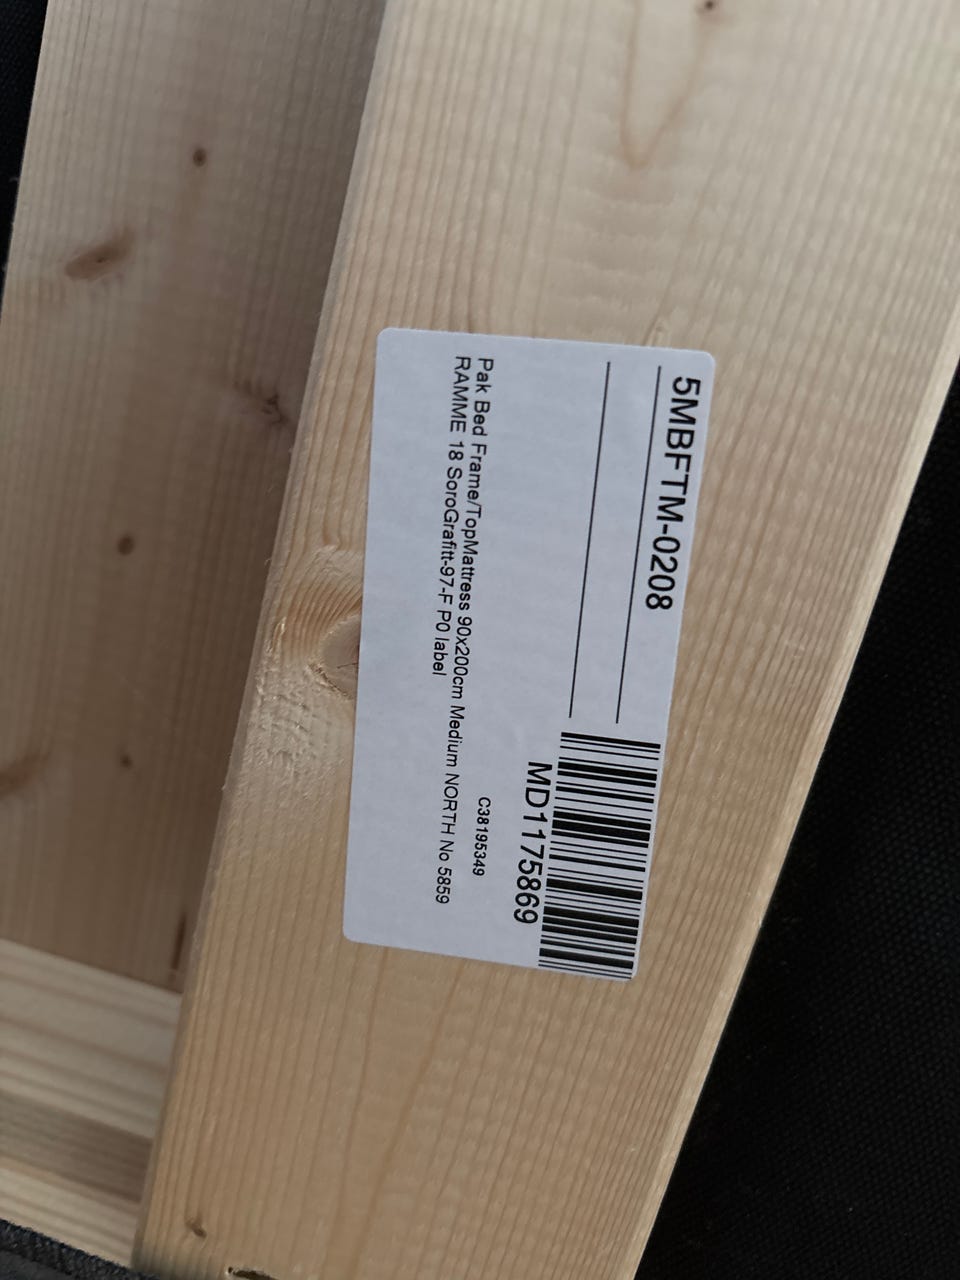 5MBFTM-0208
MD1175869
C38195349
Pak Bed Frame/TopMattress 90x200cm Medium NORTH No 5859
RAMME 18 SoroGrafitt-97-F P0 label